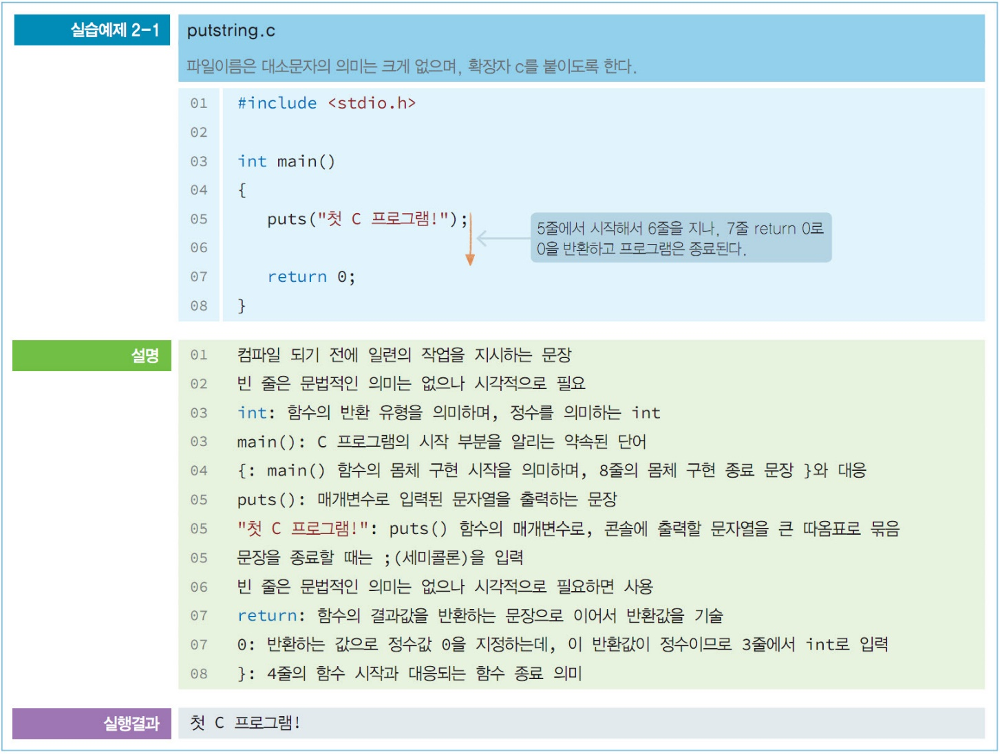 실습예제 2-1
putstring.c
파일이름은 대소문자의 의미는 크게 없으며, 확장자 c를 붙이도록 한다.
01 #include <stdio.h>
02
03 int main()
04 {
05 puts("첫 C 프로그램!");
5줄에서 시작해서 6줄을 지나, 7줄 return 0로
0을 반환하고 프로그램은 종료된다.
06
07 return 0;
08 }
설명
01 컴파일 되기 전에 일련의 작업을 지시하는 문장
02 빈 줄은 문법적인 의미는 없으나 시각적으로 필요
03 int: 함수의 반환 유형을 의미하며, 정수를 의미하는 int
03 main(): C 프로그램의 시작 부분을 알리는 약속된 단어
04 {: main() 함수의 몸체 구현 시작을 의미하며, 8줄의 몸체 구현 종료 문장 }와 대응
05 puts(): 매개변수로 입력된 문자열을 출력하는 문장
05 "첫 C 프로그램!": puts() 함수의 매개변수로, 콘솔에 출력할 문자열을 큰 따옴표로 묶음
05 문장을 종료할 때는 ;(세미콜론)을 입력
06 빈 줄은 문법적인 의미는 없으나 시각적으로 필요하면 사용
07 return: 함수의 결과값을 반환하는 문장으로 이어서 반환값을 기술
07 0: 반환하는 값으로 정수값 0을 지정하는데, 이 반환값이 정수이므로 3줄에서 int로 입력
08 }: 4줄의 함수 시작과 대응되는 함수 종료 의미
실행결과
첫 C 프로그램!